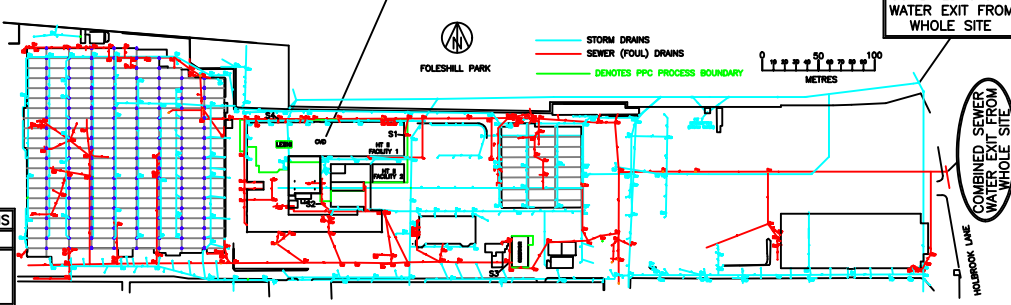 WATER EXIT FROM
WHOLE SITE
STORM DRAINS
SEWER (FOUL) DRAINS
DENOTES PPC PROCESS BOUNDARY
N
FOLESHILL PARK
0
50
100
METRES
COMBINED SEWER
WATER EXIT FROM
WHOLE SITE
HOLBROOK LANE
S4
S1
CVD
HT 8
FACILITY 1
FACILITY 2
S2
S3
S